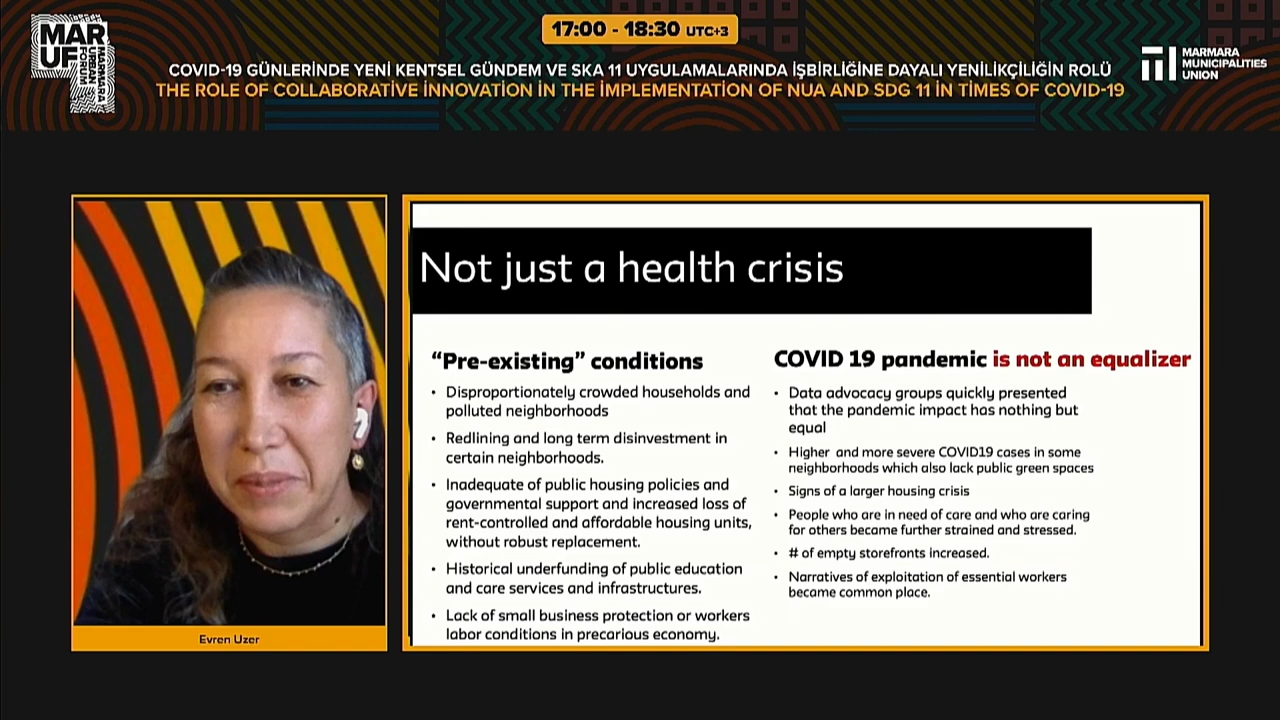 MAR
UF
MARMARA
URBAN
FORUM
17:00 - 18:30 UTC+3
COVID-19 GÜNLERİNDE YENİ KENTSEL GÜNDEM VE SKA 11 UYGULAMALARINDA İŞBİRLİĞİNE DAYALI YENİLİKÇİLİĞİN ROLÜ
THE ROLE OF COLLABORATİVE İNNOVATION İN THE İMPLEMENTATİON OF NUA AND SDG 11 İN TİMES OF COVID-19
MARMARA
MUNICIPALITIES
UNION
Evren Uzer
Not just a health crisis
“Pre-existing” conditions
• Disproportionately crowded households and
polluted neighborhoods
• Redlining and long term disinvestment in
certain neighborhoods.
• Inadequate of public housing policies and
governmental support and increased loss of
rent-controlled and affordable housing units,
without robust replacement.
• Historical underfunding of public education
and care services and infrastructures.
• Lack of small business protection or workers
labor conditions in precarious economy.
COVID 19 pandemic is not an equalizer
• Data advocacy groups quickly presented
that the pandemic impact has nothing but
equal
• Higher and more severe COVID19 cases in some
neighborhoods which also lack public green spaces
• Signs of a larger housing crisis
• People who are in need of care and who are caring
for others became further strained and stressed.
• # of empty storefronts increased.
• Narratives of exploitation of essential workers
became common place.